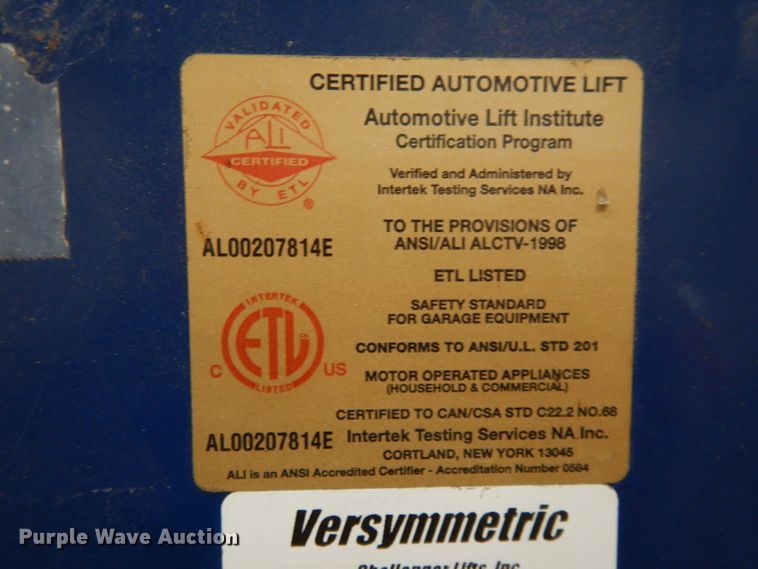 CERTIFIED AUTOMOTIVE LIFT
VALIDATED
ALI
CERTIFIED
BY ETL
®
Automotive Lift Institute
Certification Program
Verified and Administered by
Intertek Testing Services NA Inc.
AL00207814E
TO THE PROVISIONS OF
ANSI/ALI ALCTV-1998
ETL LISTED
INTERTEK
ETL
LISTED
C
US
SAFETY STANDARD
FOR GARAGE EQUIPMENT
CONFORMS TO ANSI/U.L. STD 201
MOTOR OPERATED APPLIANCES
(HOUSEHOLD & COMMERCIAL)
CERTIFIED TO CAN/CSA STD C22.2 NO.68
AL00207814E
Intertek Testing Services NA Inc.
CORTLAND, NEW YORK 13045
ALI is an ANSI Accredited Certifier - Accreditation Number 0584
Versymmetric
Challenger Lifts, Inc.
Purple Wave Auction